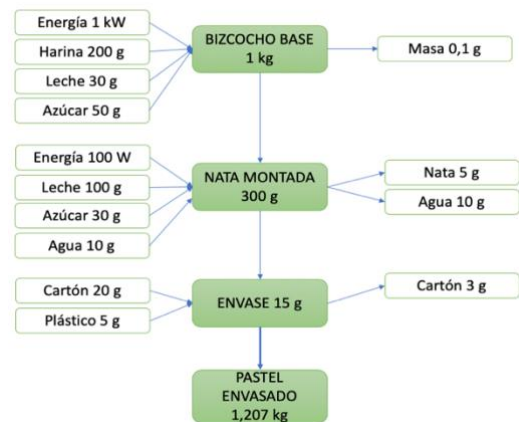 Energía 1 kW
Harina 200 g
Leche 30 g
Azúcar 50 g
BIZCOCHO BASE
1 kg
Masa 0,1 g
Energía 100 W
Leche 100 g
Azúcar 30 g
Agua 10 g
NATA MONTADA
300 g
Nata 5 g
Agua 10 g
Cartón 20 g
Plástico 5 g
ENVASE 15 g
Cartón 3 g
PASTEL
ENVASADO
1,207 kg